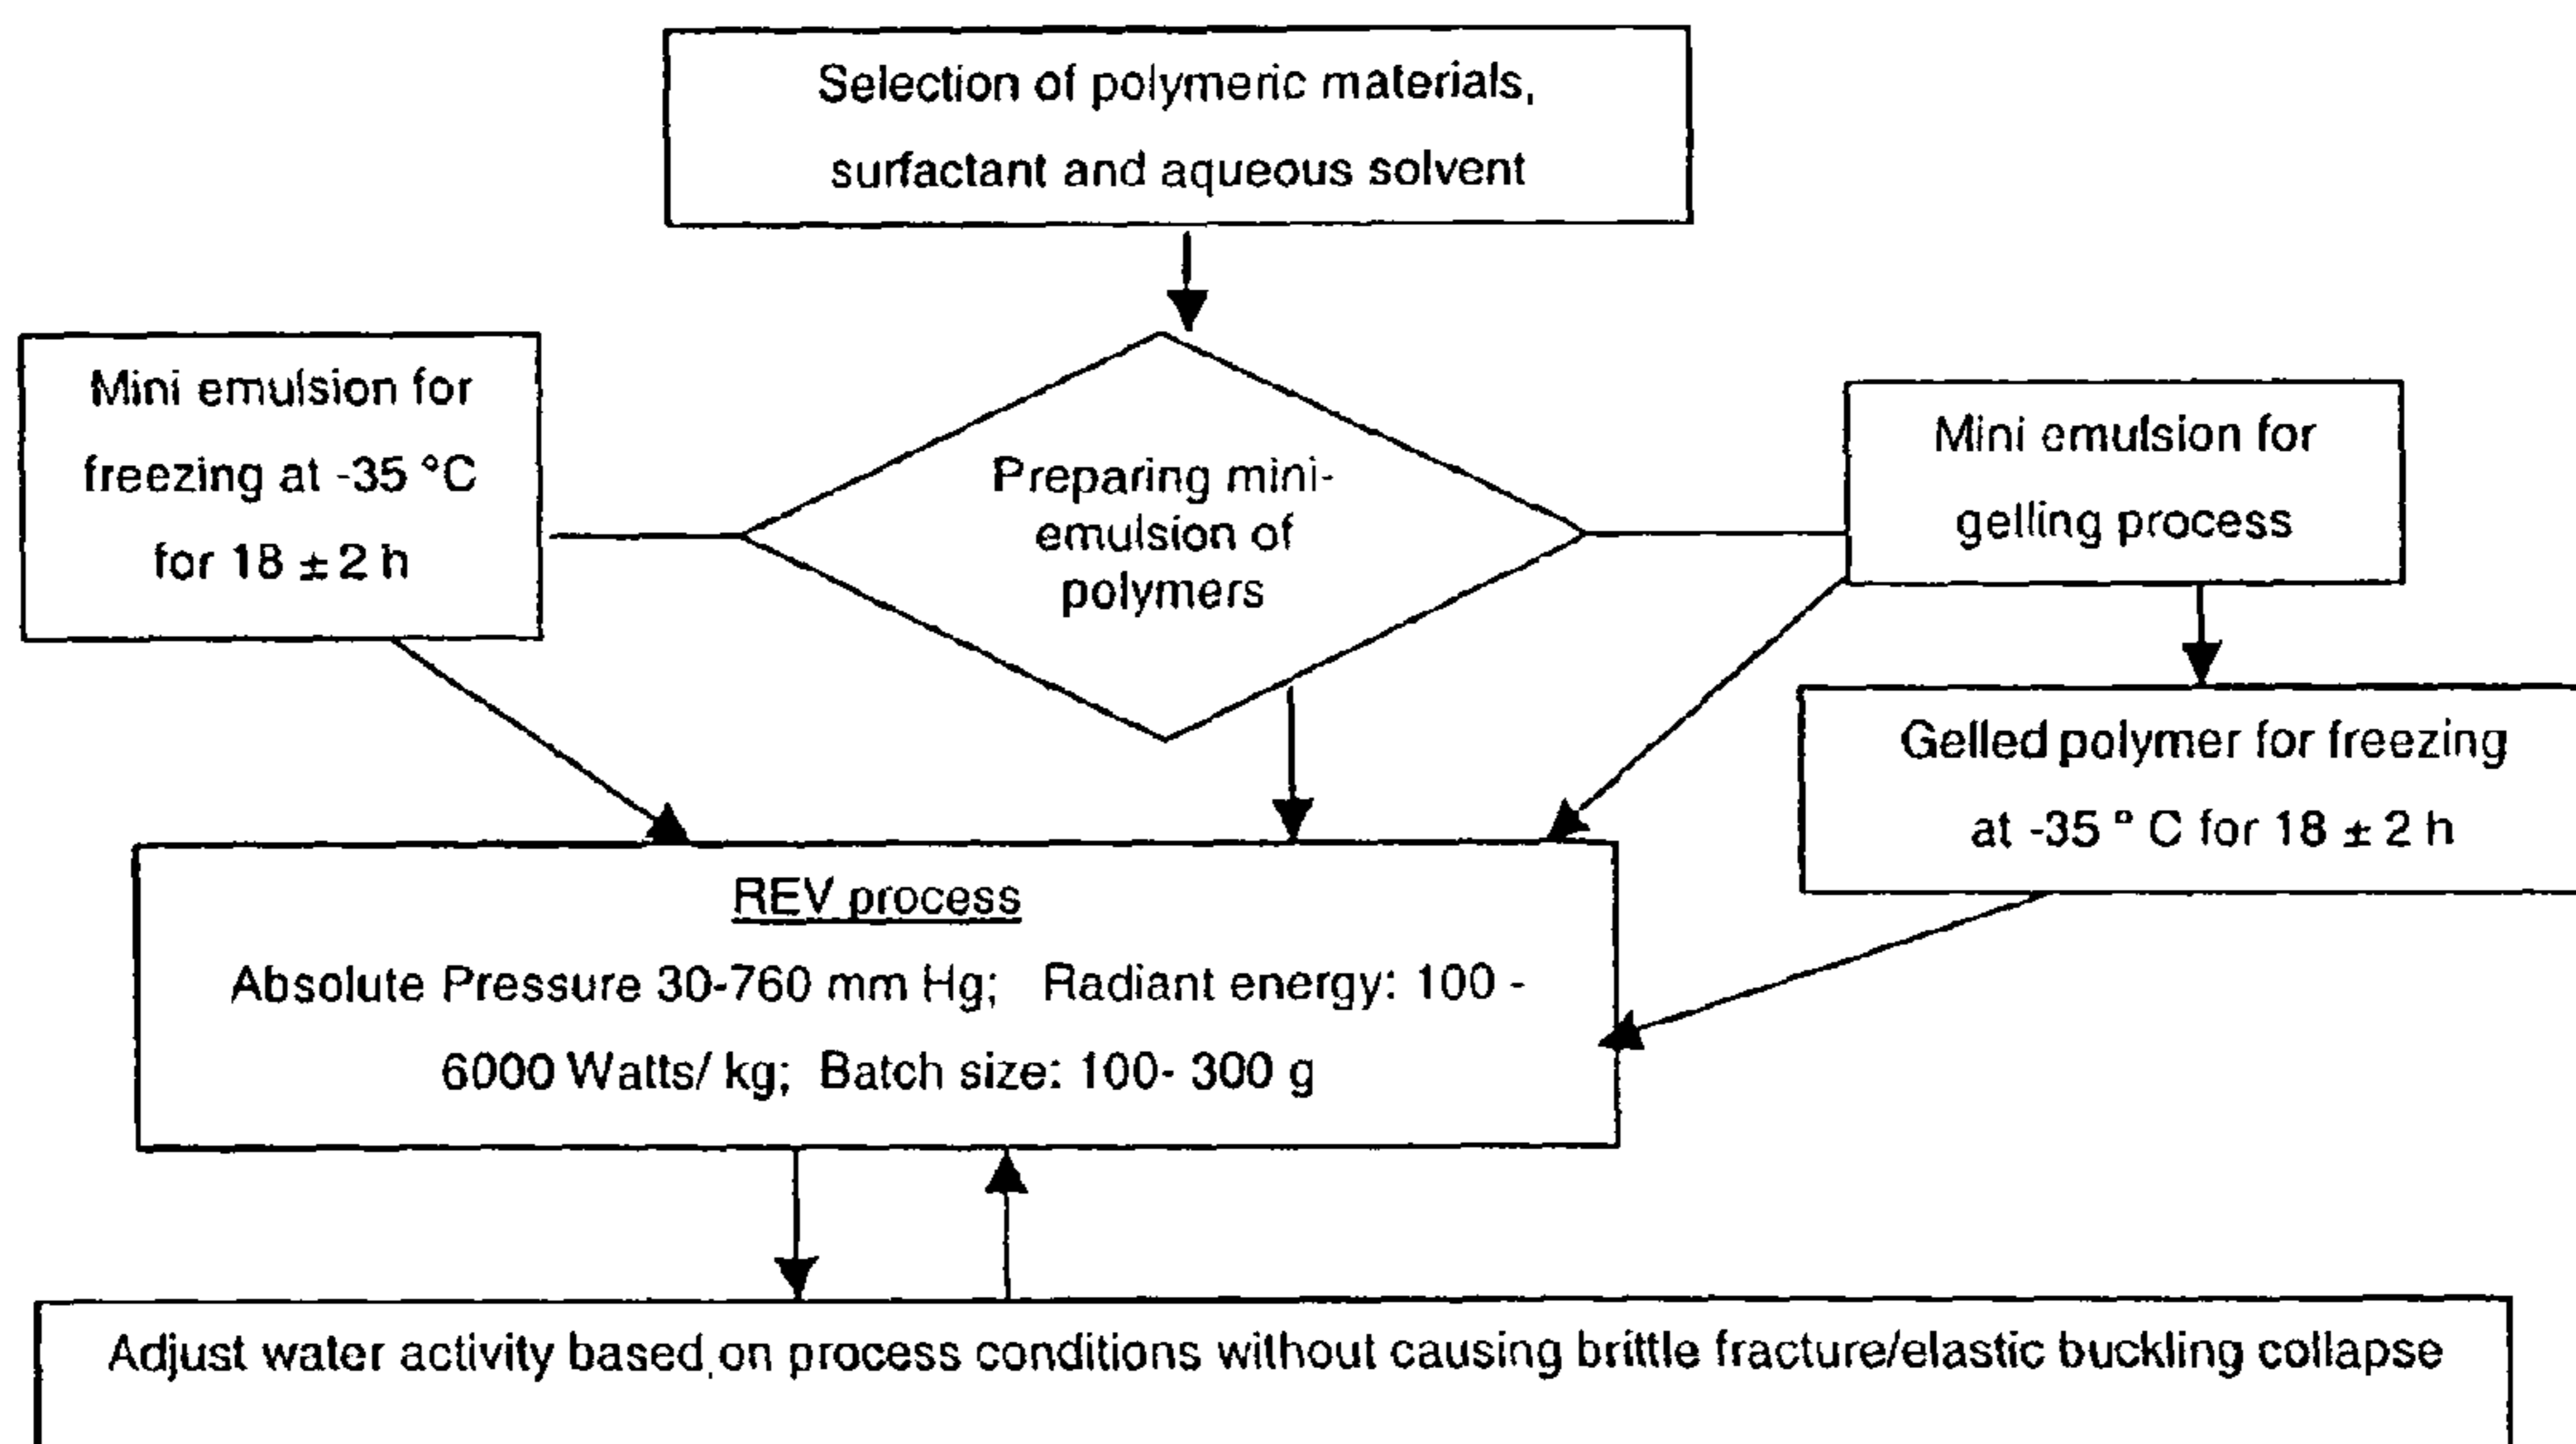 Selection of polymeric materials,
surfactant and aqueous solvent
Mini emulsion for
freezing at -35 °C
for 18 ± 2 h
Preparing mini-
emulsion of
polymers
Mini emulsion for
gelling process
Gelled polymer for freezing
at -35 ° C for 18 ± 2 h
REV process
Absolute Pressure 30-760 mm Hg; Radiant energy: 100 -
6000 Watts/ kg; Batch size: 100- 300 g
Adjust water activity based on process conditions without causing brittle fracture/elastic buckling collapse